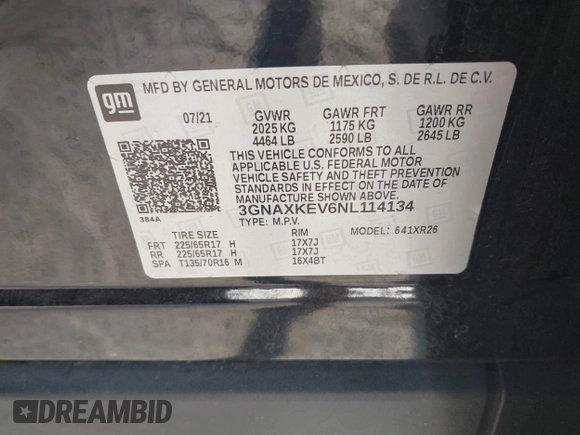 gm
MFD BY GENERAL MOTORS DE MEXICO, S. DE R.L. DE C.V.
07/21 GVWR GAWR FRT GAWR RR
2025 KG 1175 KG 1200 KG
4464 LB 2590 LB 2645 LB
THIS VEHICLE CONFORMS TO ALL
APPLICABLE U.S. FEDERAL MOTOR
VEHICLE SAFETY AND THEFT PREVENTION
STANDARDS IN EFFECT ON THE DATE OF
MANUFACTURE SHOWN ABOVE.
3GNAXKEV6NL114134
384A TYPE: M.P.V.
TIRE SIZE RIM MODEL: 641XR26
FRT 225/65R17 H 17X7J
RR 225/65R17 H 17X7J
SPA T135/70R16 M 16X4BT
DREAMBID